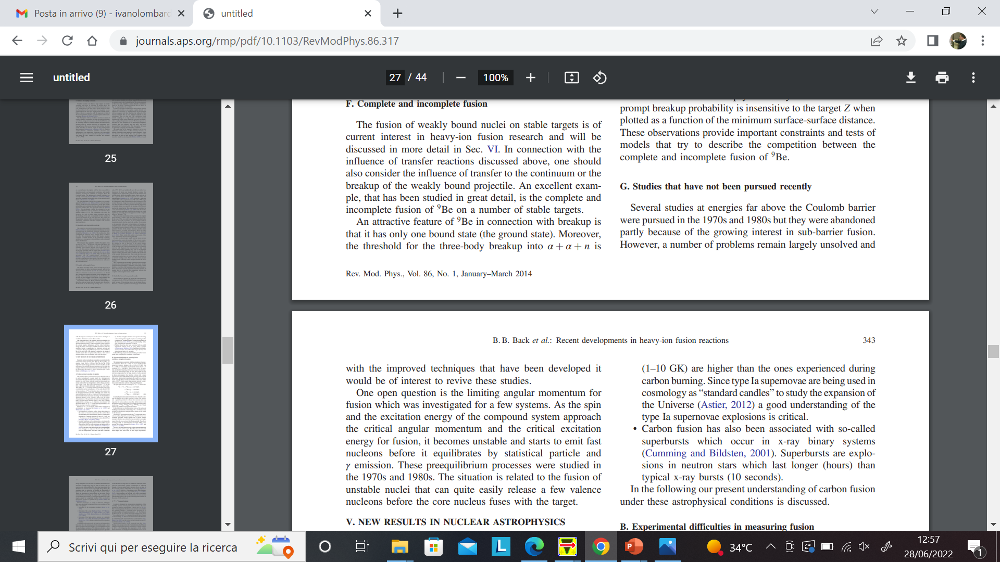 Posta in arrivo (9) - ivanolombard
untitled
journals.aps.org/rmp/pdf/10.1103/RevModPhys.86.317
untitled
27 / 44
100%
25
26
27
F. Complete and incomplete fusion
The fusion of weakly bound nuclei on stable targets is of
current interest in heavy-ion fusion research and will be
discussed in more detail in Sec. VI. In connection with the
influence of transfer reactions discussed above, one should
also consider the influence of transfer to the continuum or the
breakup of the weakly bound projectile. An excellent exam-
ple, that has been studied in great detail, is the complete and
incomplete fusion of ⁹Be on a number of stable targets.
An attractive feature of ⁹Be in connection with breakup is
that it has only one bound state (the ground state). Moreover,
the threshold for the three-body breakup into α + α + n is
prompt breakup probability is insensitive to the target Z when
plotted as a function of the minimum surface-surface distance.
These observations provide important constraints and tests of
models that try to describe the competition between the
complete and incomplete fusion of ⁹Be.
G. Studies that have not been pursued recently
Several studies at energies far above the Coulomb barrier
were pursued in the 1970s and 1980s but they were abandoned
partly because of the growing interest in sub-barrier fusion.
However, a number of problems remain largely unsolved and
Rev. Mod. Phys., Vol. 86, No. 1, January–March 2014
B. B. Back et al.: Recent developments in heavy-ion fusion reactions
343
with the improved techniques that have been developed it
would be of interest to revive these studies.
One open question is the limiting angular momentum for
fusion which was investigated for a few systems. As the spin
and the excitation energy of the compound system approach
the critical angular momentum and the critical excitation
energy for fusion, it becomes unstable and starts to emit fast
nucleons before it equilibrates by statistical particle and
γ emission. These preequilibrium processes were studied in
the 1970s and 1980s. The situation is related to the fusion of
unstable nuclei that can quite easily release a few valence
nucleons before the core nucleus fuses with the target.
V. NEW RESULTS IN NUCLEAR ASTROPHYSICS
(1–10 GK) are higher than the ones experienced during
carbon burning. Since type Ia supernovae are being used in
cosmology as “standard candles” to study the expansion of
the Universe (Astier, 2012) a good understanding of the
type Ia supernovae explosions is critical.
• Carbon fusion has also been associated with so-called
superbursts which occur in x-ray binary systems
(Cumming and Bildsten, 2001). Superbursts are explo-
sions in neutron stars which last longer (hours) than
typical x-ray bursts (10 seconds).
In the following our present understanding of carbon fusion
under these astrophysical conditions is discussed.
B. Experimental difficulties in measuring fusion
Scrivi qui per eseguire la ricerca
34°C
12:57
28/06/2022
1